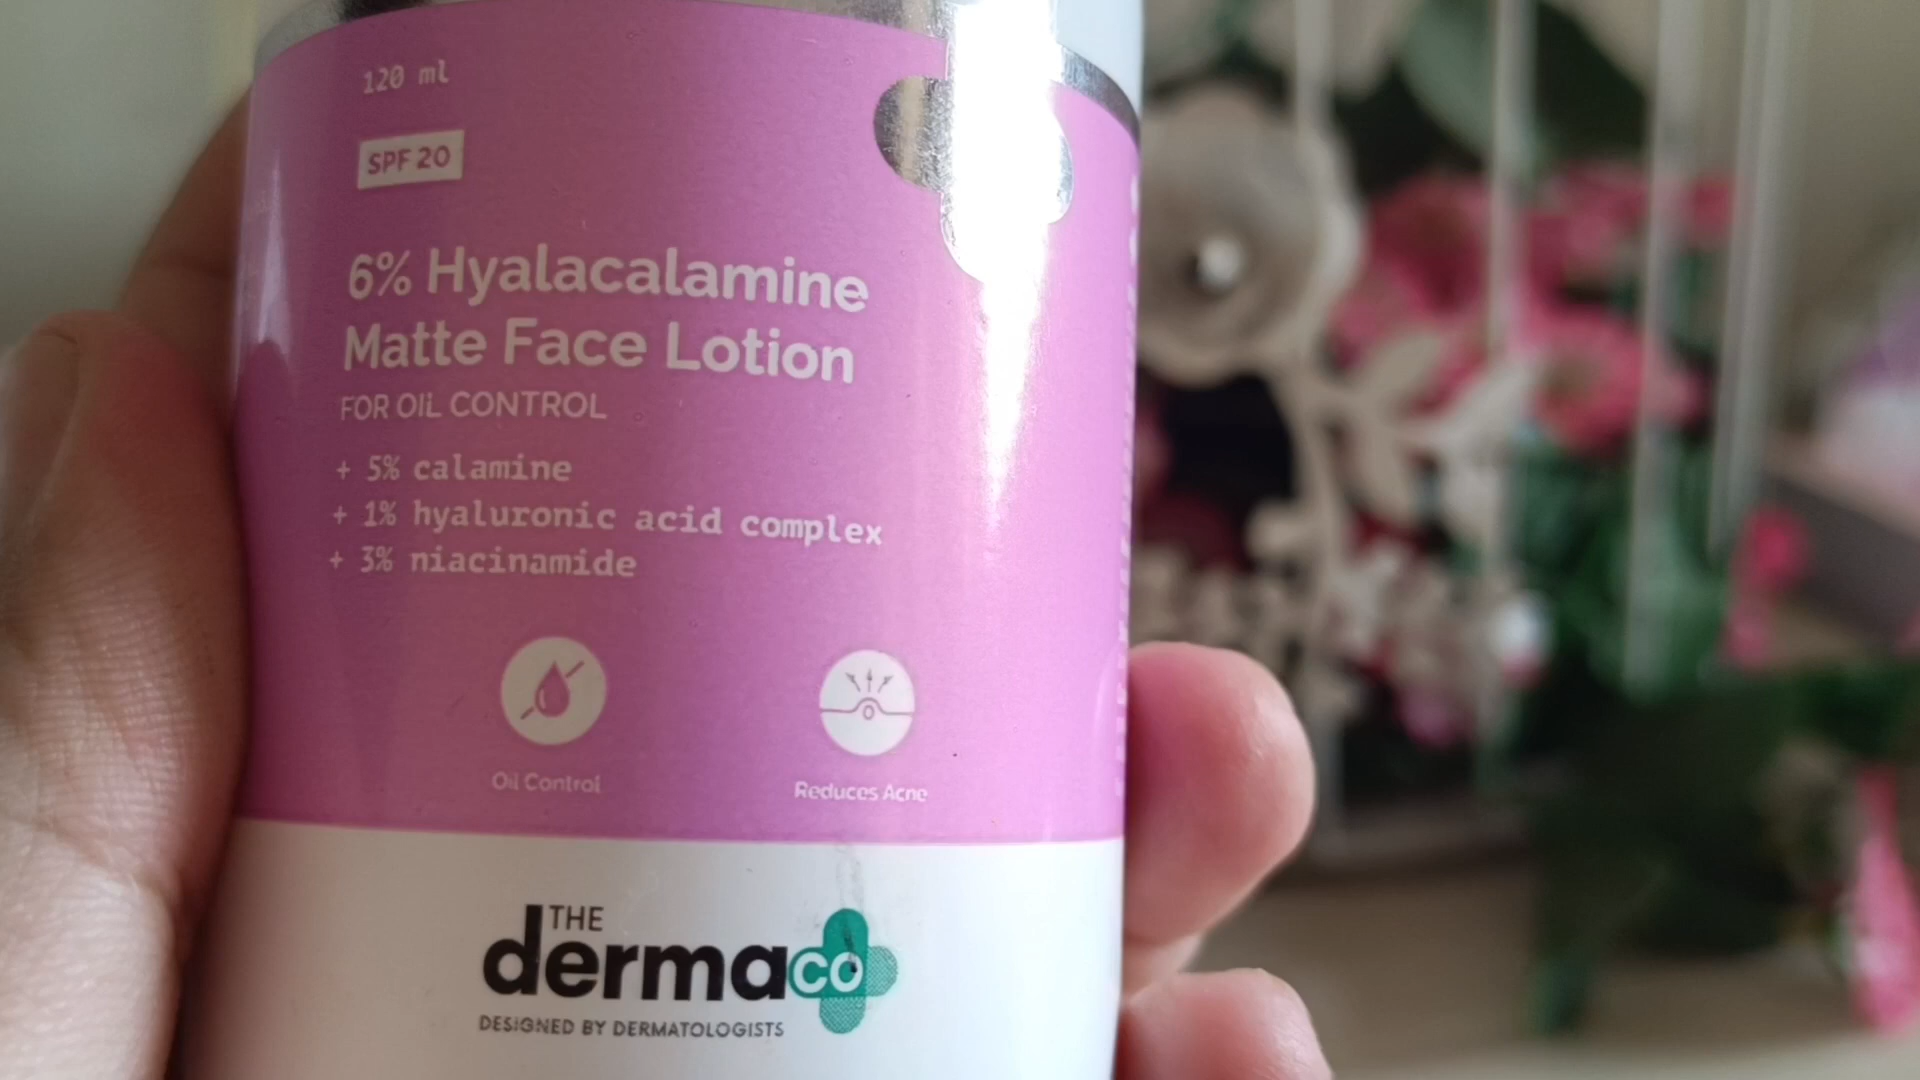 120 ml
SPF 20
6% Hyalacalamine
Matte Face Lotion
FOR OIL CONTROL
+ 5% calamine
+ 1% hyaluronic acid complex
+ 3% niacinamide
Oil Control
Reduces Acne
THE
dermaco
DESIGNED BY DERMATOLOGISTS